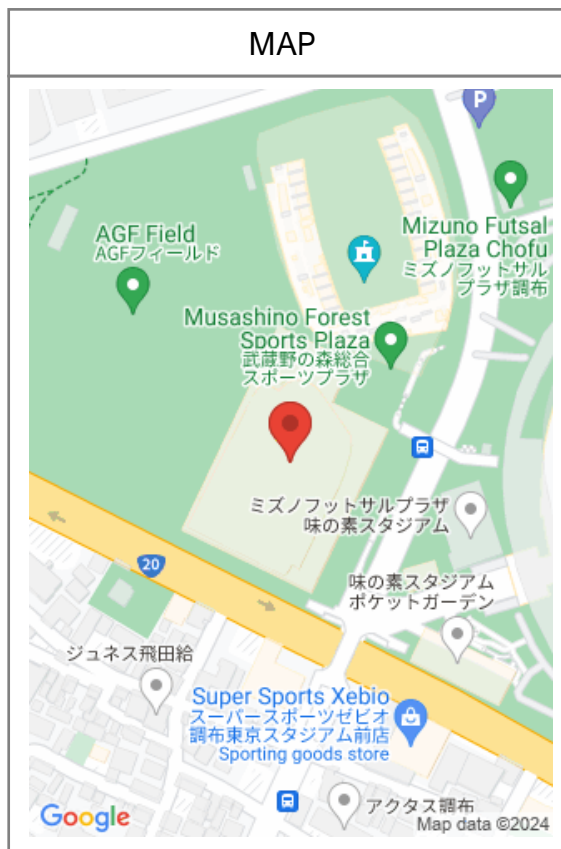 MAP
P
AGF Field
AGFフィールド
Mizuno Futsal
Plaza Chofu
ミズノフットサル
プラザ調布
Musashino Forest
Sports Plaza
武蔵野の森総合
スポーツプラザ
ミズノフットサルプラザ
味の素スタジアム
20
味の素スタジアム
ポケットガーデン
ジュネス飛田給
Super Sports Xebio
スーパースポーツゼビオ
調布東京スタジアム前店
Sporting goods store
アクタス調布
Google
Map data ©2024